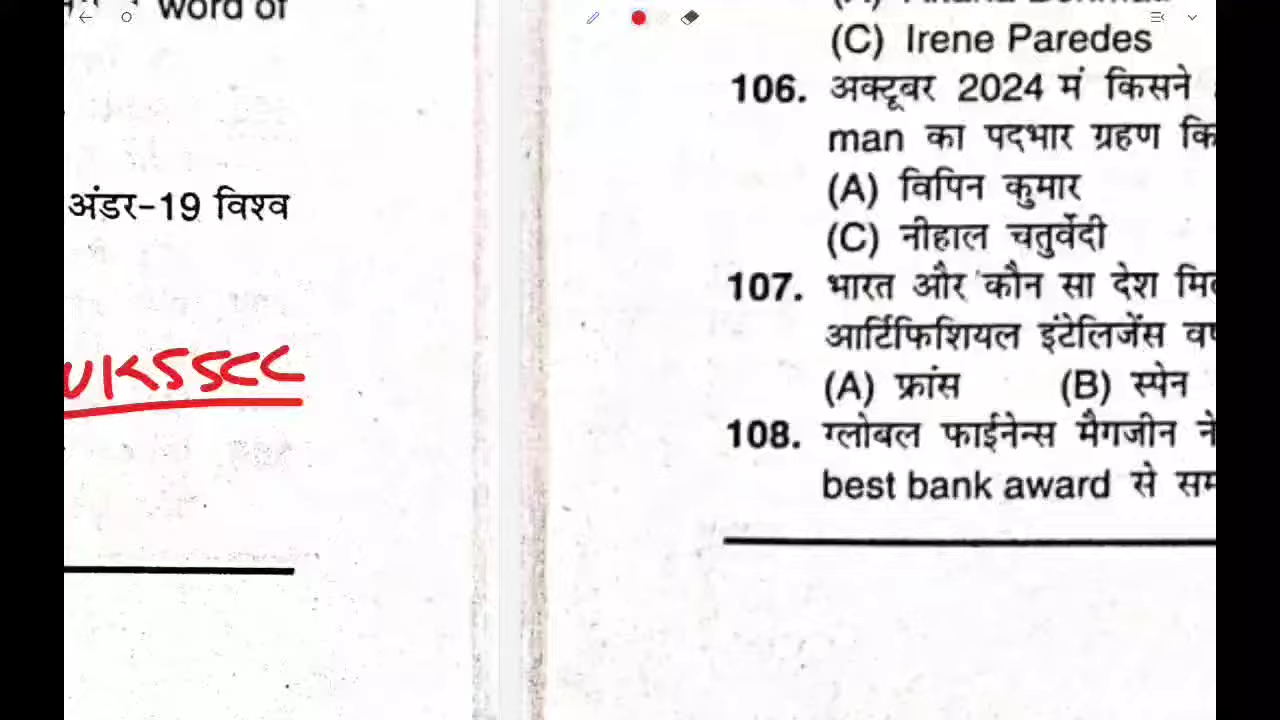 word of
अंडर-19 विश्व
UKSSCC
(C) Irene Paredes
106. अक्टूबर 2024 मं किसने
man का पदभार ग्रहण कि
(A) विपिन कुमार
(C) नीहाल चतुर्वेदी
107. भारत और कौन सा देश मि
आर्टिफिशियल इंटेलिजेंस व
(A) फ्रांस (B) स्पेन
108. ग्लोबल फाईनेन्स मैगजीन ने
best bank award से सम